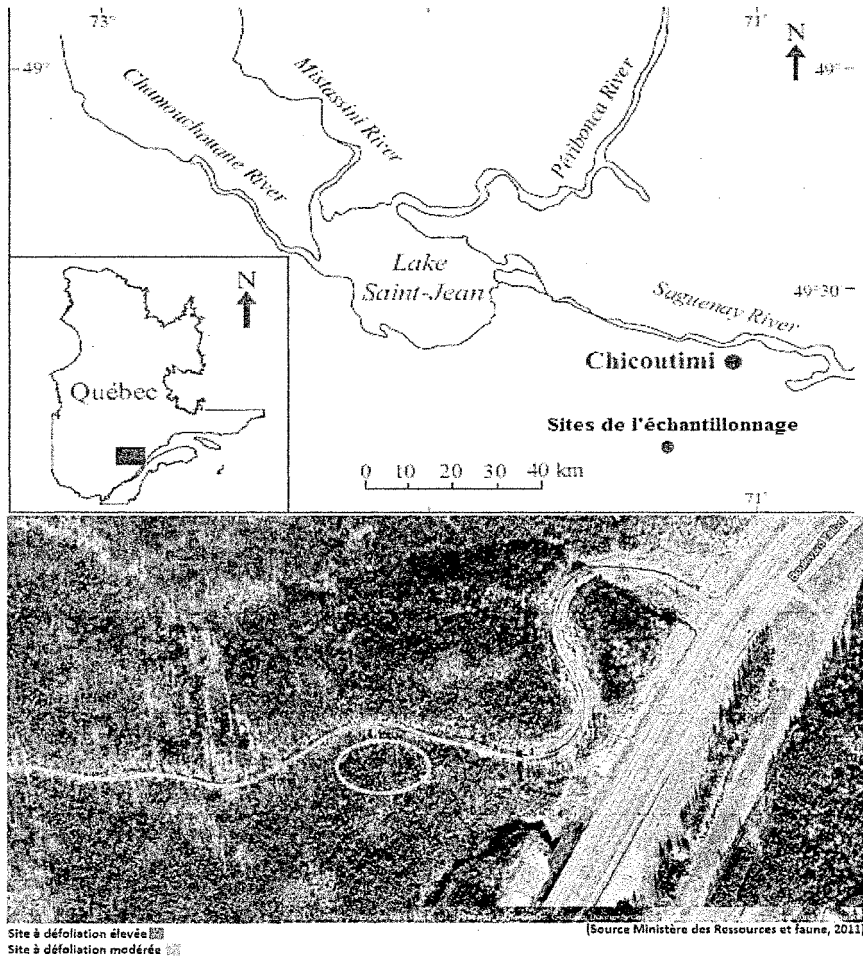 73°
71°
49°
N
49°
Chamouchouane River
Mistassini River
Péribonca River
Lake
Saint-Jean
49°30
Saguenay River
Chicoutimi
N
Québec
Sites de l'échantillonnage
0 10 20 30 40 km
71°
Site à défoliation élevée
(Source Ministère des Ressources et faune, 2011)
Site à défoliation modérée